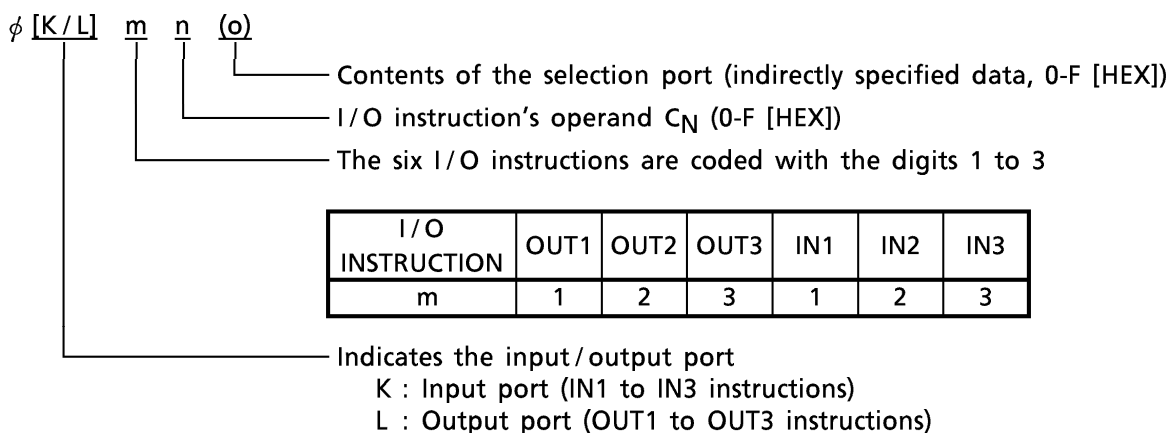 ϕ [K/L] m n (o)
Contents of the selection port (indirectly specified data, 0-F [HEX])
I/O instruction's operand CN (0-F [HEX])
The six I/O instructions are coded with the digits 1 to 3
I/O INSTRUCTION OUT1 OUT2 OUT3 IN1 IN2 IN3
m 1 2 3 1 2 3
Indicates the input/output port
K : Input port (IN1 to IN3 instructions)
L : Output port (OUT1 to OUT3 instructions)